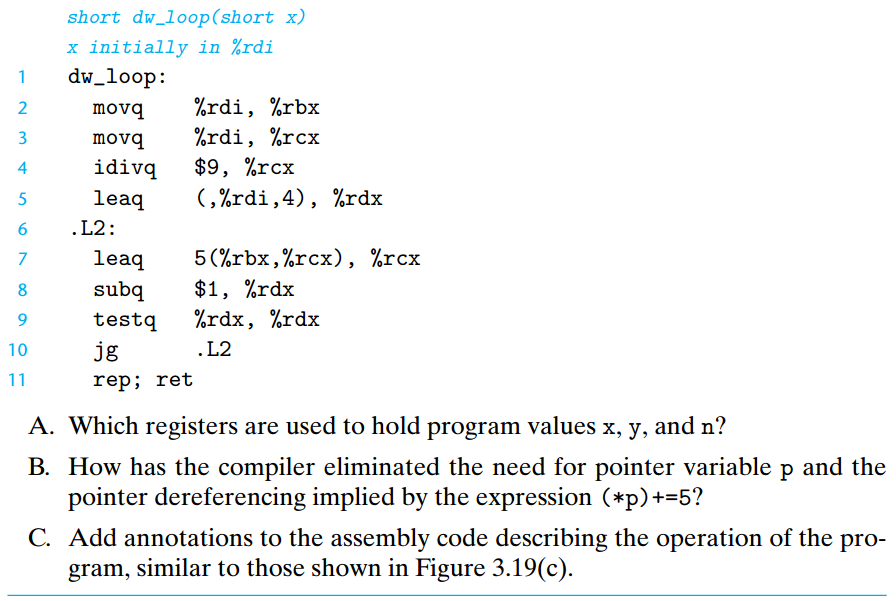 short dw_loop(short x)
x initially in %rdi
1 dw_loop:
2 movq %rdi, %rbx
3 movq %rdi, %rcx
4 idivq $9, %rcx
5 leaq (,%rdi,4), %rdx
6 .L2:
7 leaq 5(%rbx,%rcx), %rcx
8 subq $1, %rdx
9 testq %rdx, %rdx
10 jg .L2
11 rep; ret
A. Which registers are used to hold program values x, y, and n?
B. How has the compiler eliminated the need for pointer variable p and the
pointer dereferencing implied by the expression (*p)+=5?
C. Add annotations to the assembly code describing the operation of the pro-
gram, similar to those shown in Figure 3.19(c).